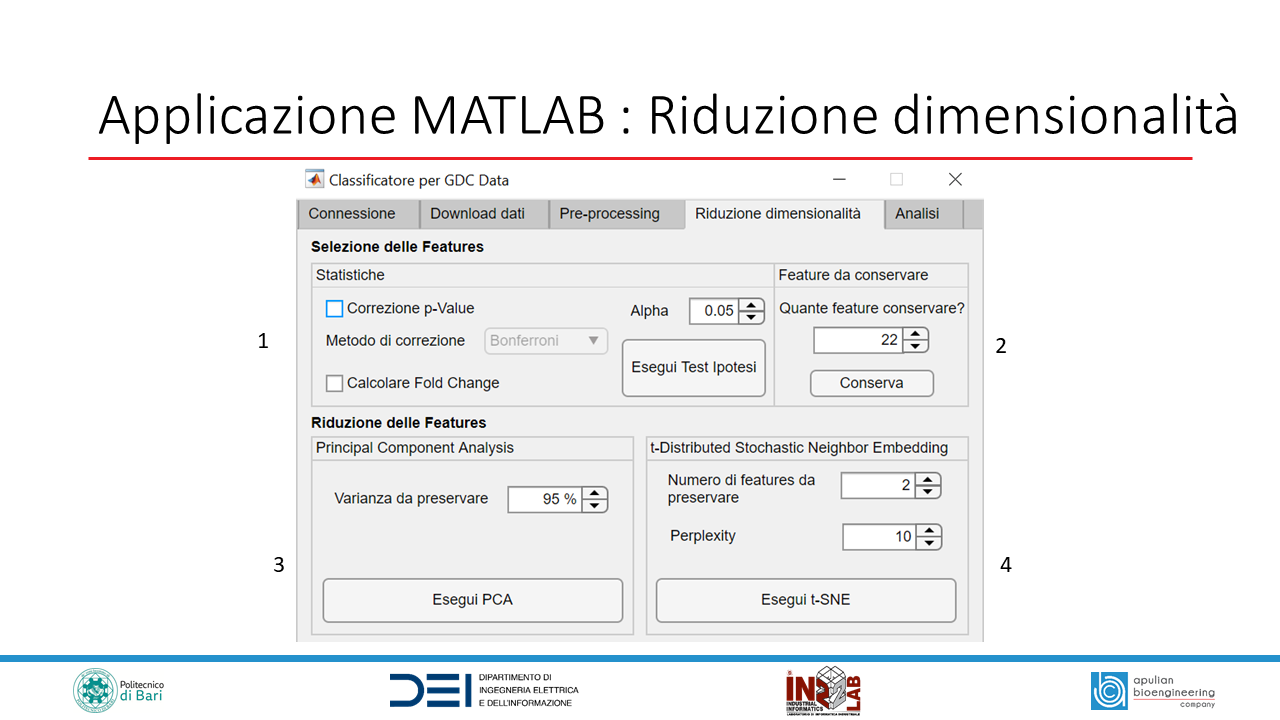 Applicazione MATLAB : Riduzione dimensionalità
Classificatore per GDC Data
Connessione
Download dati
Pre-processing
Riduzione dimensionalità
Analisi
Selezione delle Features
Statistiche
Feature da conservare
Correzione p-Value
Alpha
0.05
Quante feature conservare?
1
Metodo di correzione
Bonferroni
22
2
Esegui Test Ipotesi
Calcolare Fold Change
Conserva
Riduzione delle Features
Principal Component Analysis
t-Distributed Stochastic Neighbor Embedding
Varianza da preservare
95 %
Numero di features da
preservare
2
Perplexity
10
3
4
Esegui PCA
Esegui t-SNE
Politecnico
di Bari
DEI
DIPARTIMENTO DI
INGEGNERIA ELETTRICA
E DELL'INFORMAZIONE
INDUSTRIAL
INFORMATICS
LAB
LABORATORIO DI INFORMATICA INDUSTRIALE
apulian
bioengineering
company